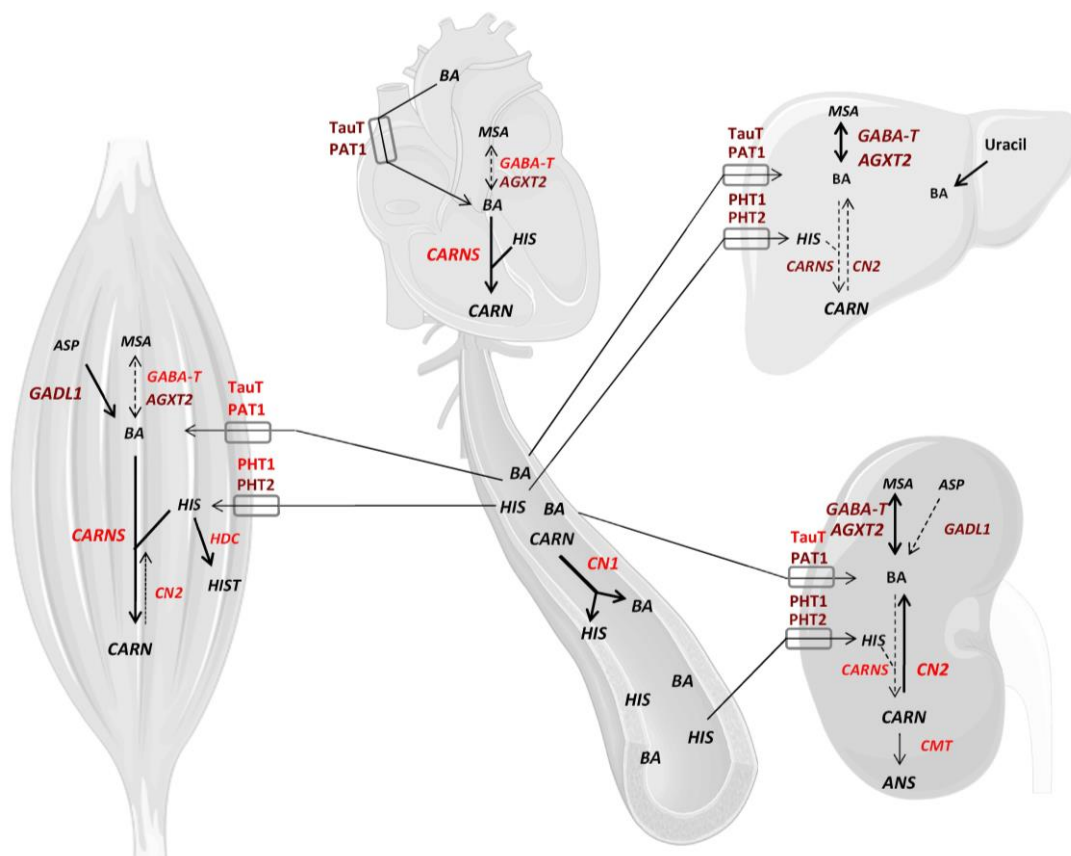 BA
TauT
PAT1
MSA
GABA-T
AGXT2
BA
HIS
CARNS
CARN
TauT
PAT1
PHT1
PHT2
MSA
GABA-T
AGXT2
Uracil
BA
BA
HIS
CARNS
CN2
CARN
ASP
MSA
GADL1
GABA-T
AGXT2
BA
TauT
PAT1
PHT1
PHT2
HIS
CARNS
HDC
CN2
HIST
CARN
BA
HIS
BA
CARN
CN1
BA
HIS
BA
HIS
HIS
BA
MSA
ASP
GABA-T
AGXT2
GADL1
TauT
PAT1
BA
PHT1
PHT2
HIS
CARNS
CN2
CARN
CMT
ANS